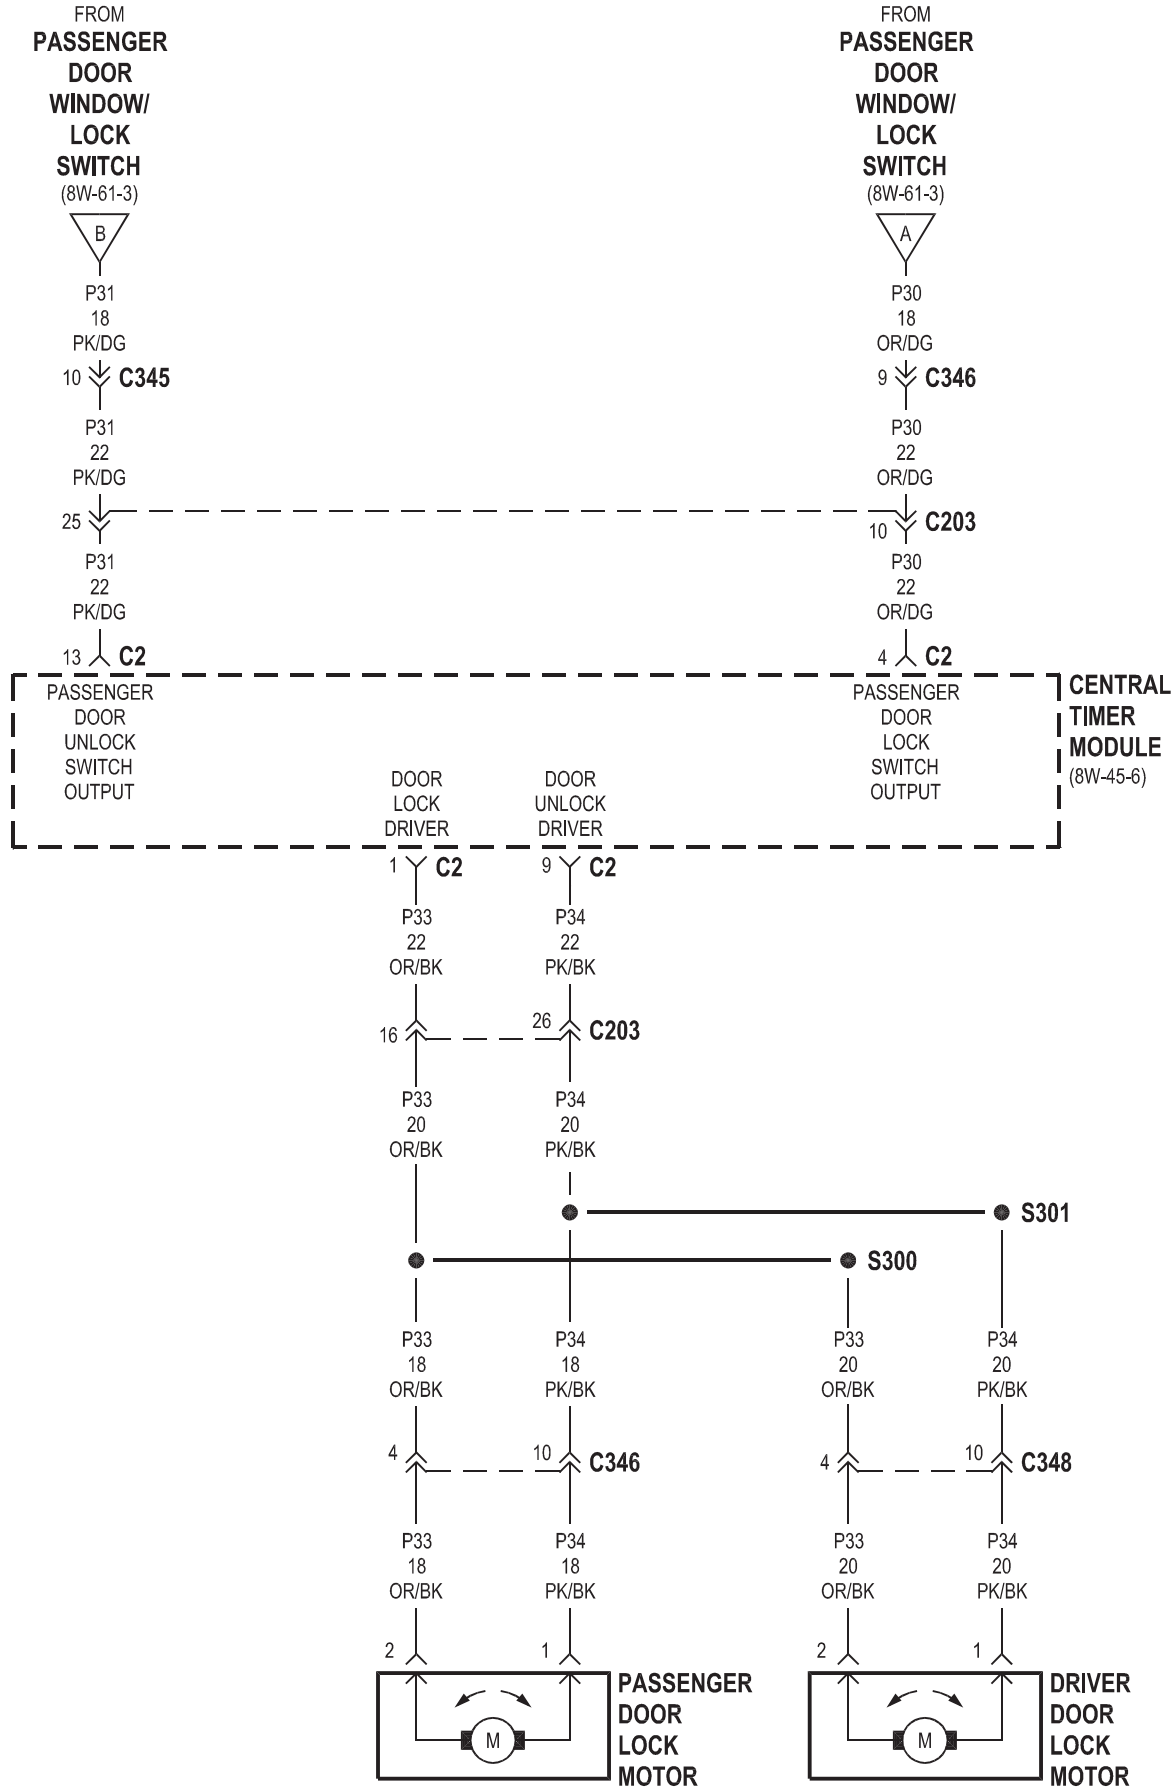 FROM
PASSENGER
DOOR
WINDOW/
LOCK
SWITCH
(8W-61-3)
B
P31
18
PK/DG
10 C345
P31
22
PK/DG
25
P31
22
PK/DG
13 C2
FROM
PASSENGER
DOOR
WINDOW/
LOCK
SWITCH
(8W-61-3)
A
P30
18
OR/DG
9 C346
P30
22
OR/DG
10 C203
P30
22
OR/DG
4 C2
PASSENGER
DOOR
UNLOCK
SWITCH
OUTPUT
DOOR
LOCK
DRIVER
DOOR
UNLOCK
DRIVER
PASSENGER
DOOR
LOCK
SWITCH
OUTPUT
CENTRAL
TIMER
MODULE
(8W-45-6)
1 C2
P33
22
OR/BK
16
P33
20
OR/BK
9 C2
P34
22
PK/BK
26 C203
P34
20
PK/BK
S301
S300
P33
18
OR/BK
4
P33
18
OR/BK
2
P34
18
PK/BK
10 C346
P34
18
PK/BK
1
M
PASSENGER
DOOR
LOCK
MOTOR
P33
20
OR/BK
4
P33
20
OR/BK
2
P34
20
PK/BK
10 C348
P34
20
PK/BK
1
M
DRIVER
DOOR
LOCK
MOTOR